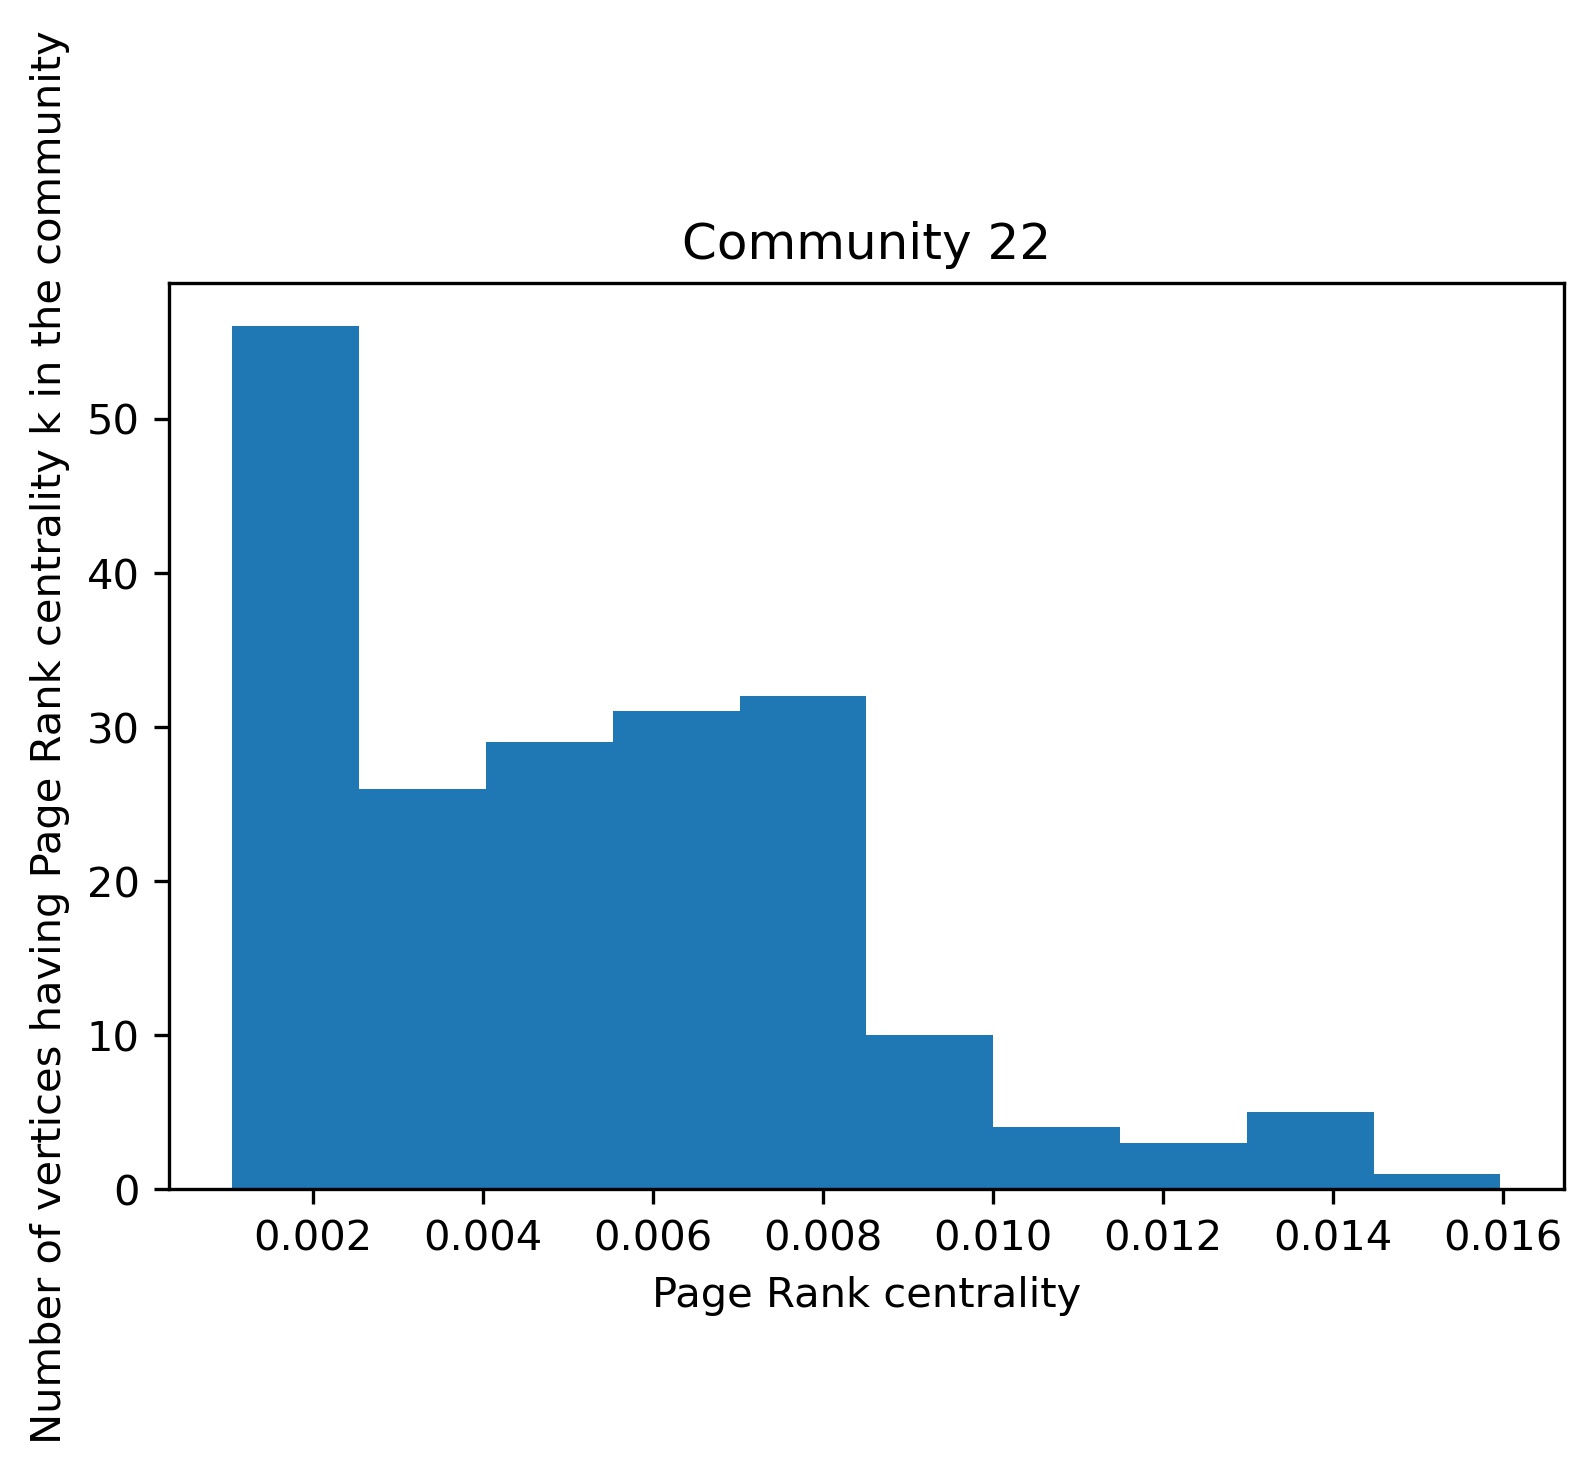 Community 22
Number of vertices having Page Rank centrality k in the community
50
40
30
20
10
0
0.002 0.004 0.006 0.008 0.010 0.012 0.014 0.016
Page Rank centrality